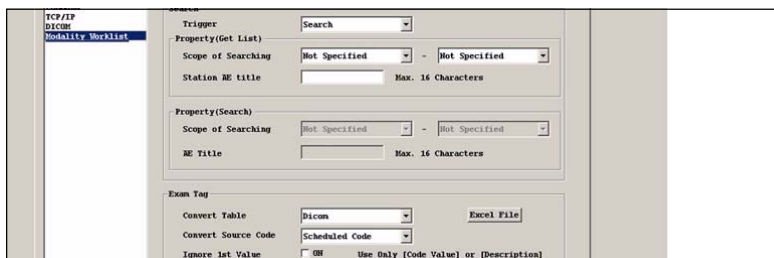 TCP/IP
DICOM
Modality Worklist
Search
Trigger Search
Property(Get List)
Scope of Searching Not Specified - Not Specified
Station AE title Max. 16 Characters
Property(Search)
Scope of Searching Not Specified - Not Specified
AE Title Max. 16 Characters
Exam Tag
Convert Table Dicom Excel File
Convert Source Code Scheduled Code
Ignore 1st Value ON Use Only [Code Value] or [Description]